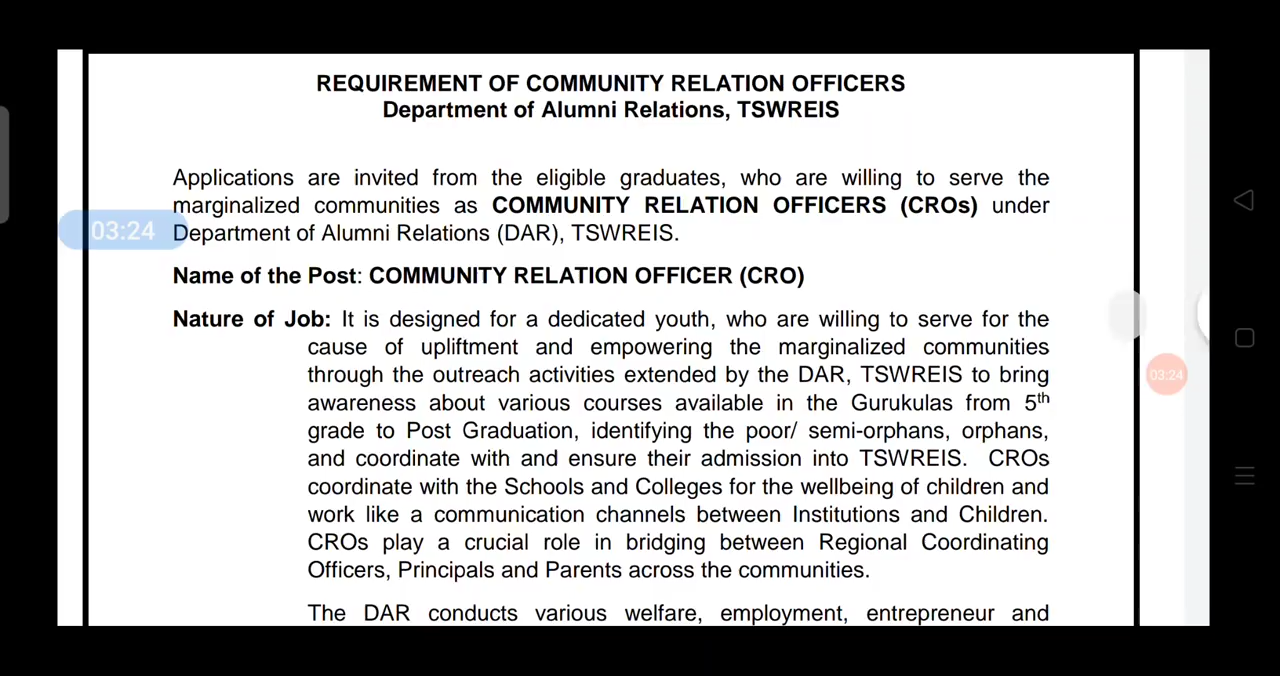 REQUIREMENT OF COMMUNITY RELATION OFFICERS
Department of Alumni Relations, TSWREIS
Applications are invited from the eligible graduates, who are willing to serve the
marginalized communities as COMMUNITY RELATION OFFICERS (CROs) under
03:24
Department of Alumni Relations (DAR), TSWREIS.
Name of the Post: COMMUNITY RELATION OFFICER (CRO)
Nature of Job: It is designed for a dedicated youth, who are willing to serve for the
cause of upliftment and empowering the marginalized communities
through the outreach activities extended by the DAR, TSWREIS to bring
03:24
awareness about various courses available in the Gurukulas from 5th
grade to Post Graduation, identifying the poor/ semi-orphans, orphans,
and coordinate with and ensure their admission into TSWREIS. CROs
coordinate with the Schools and Colleges for the wellbeing of children and
work like a communication channels between Institutions and Children.
CROs play a crucial role in bridging between Regional Coordinating
Officers, Principals and Parents across the communities.
The DAR conducts various welfare, employment, entrepreneur and